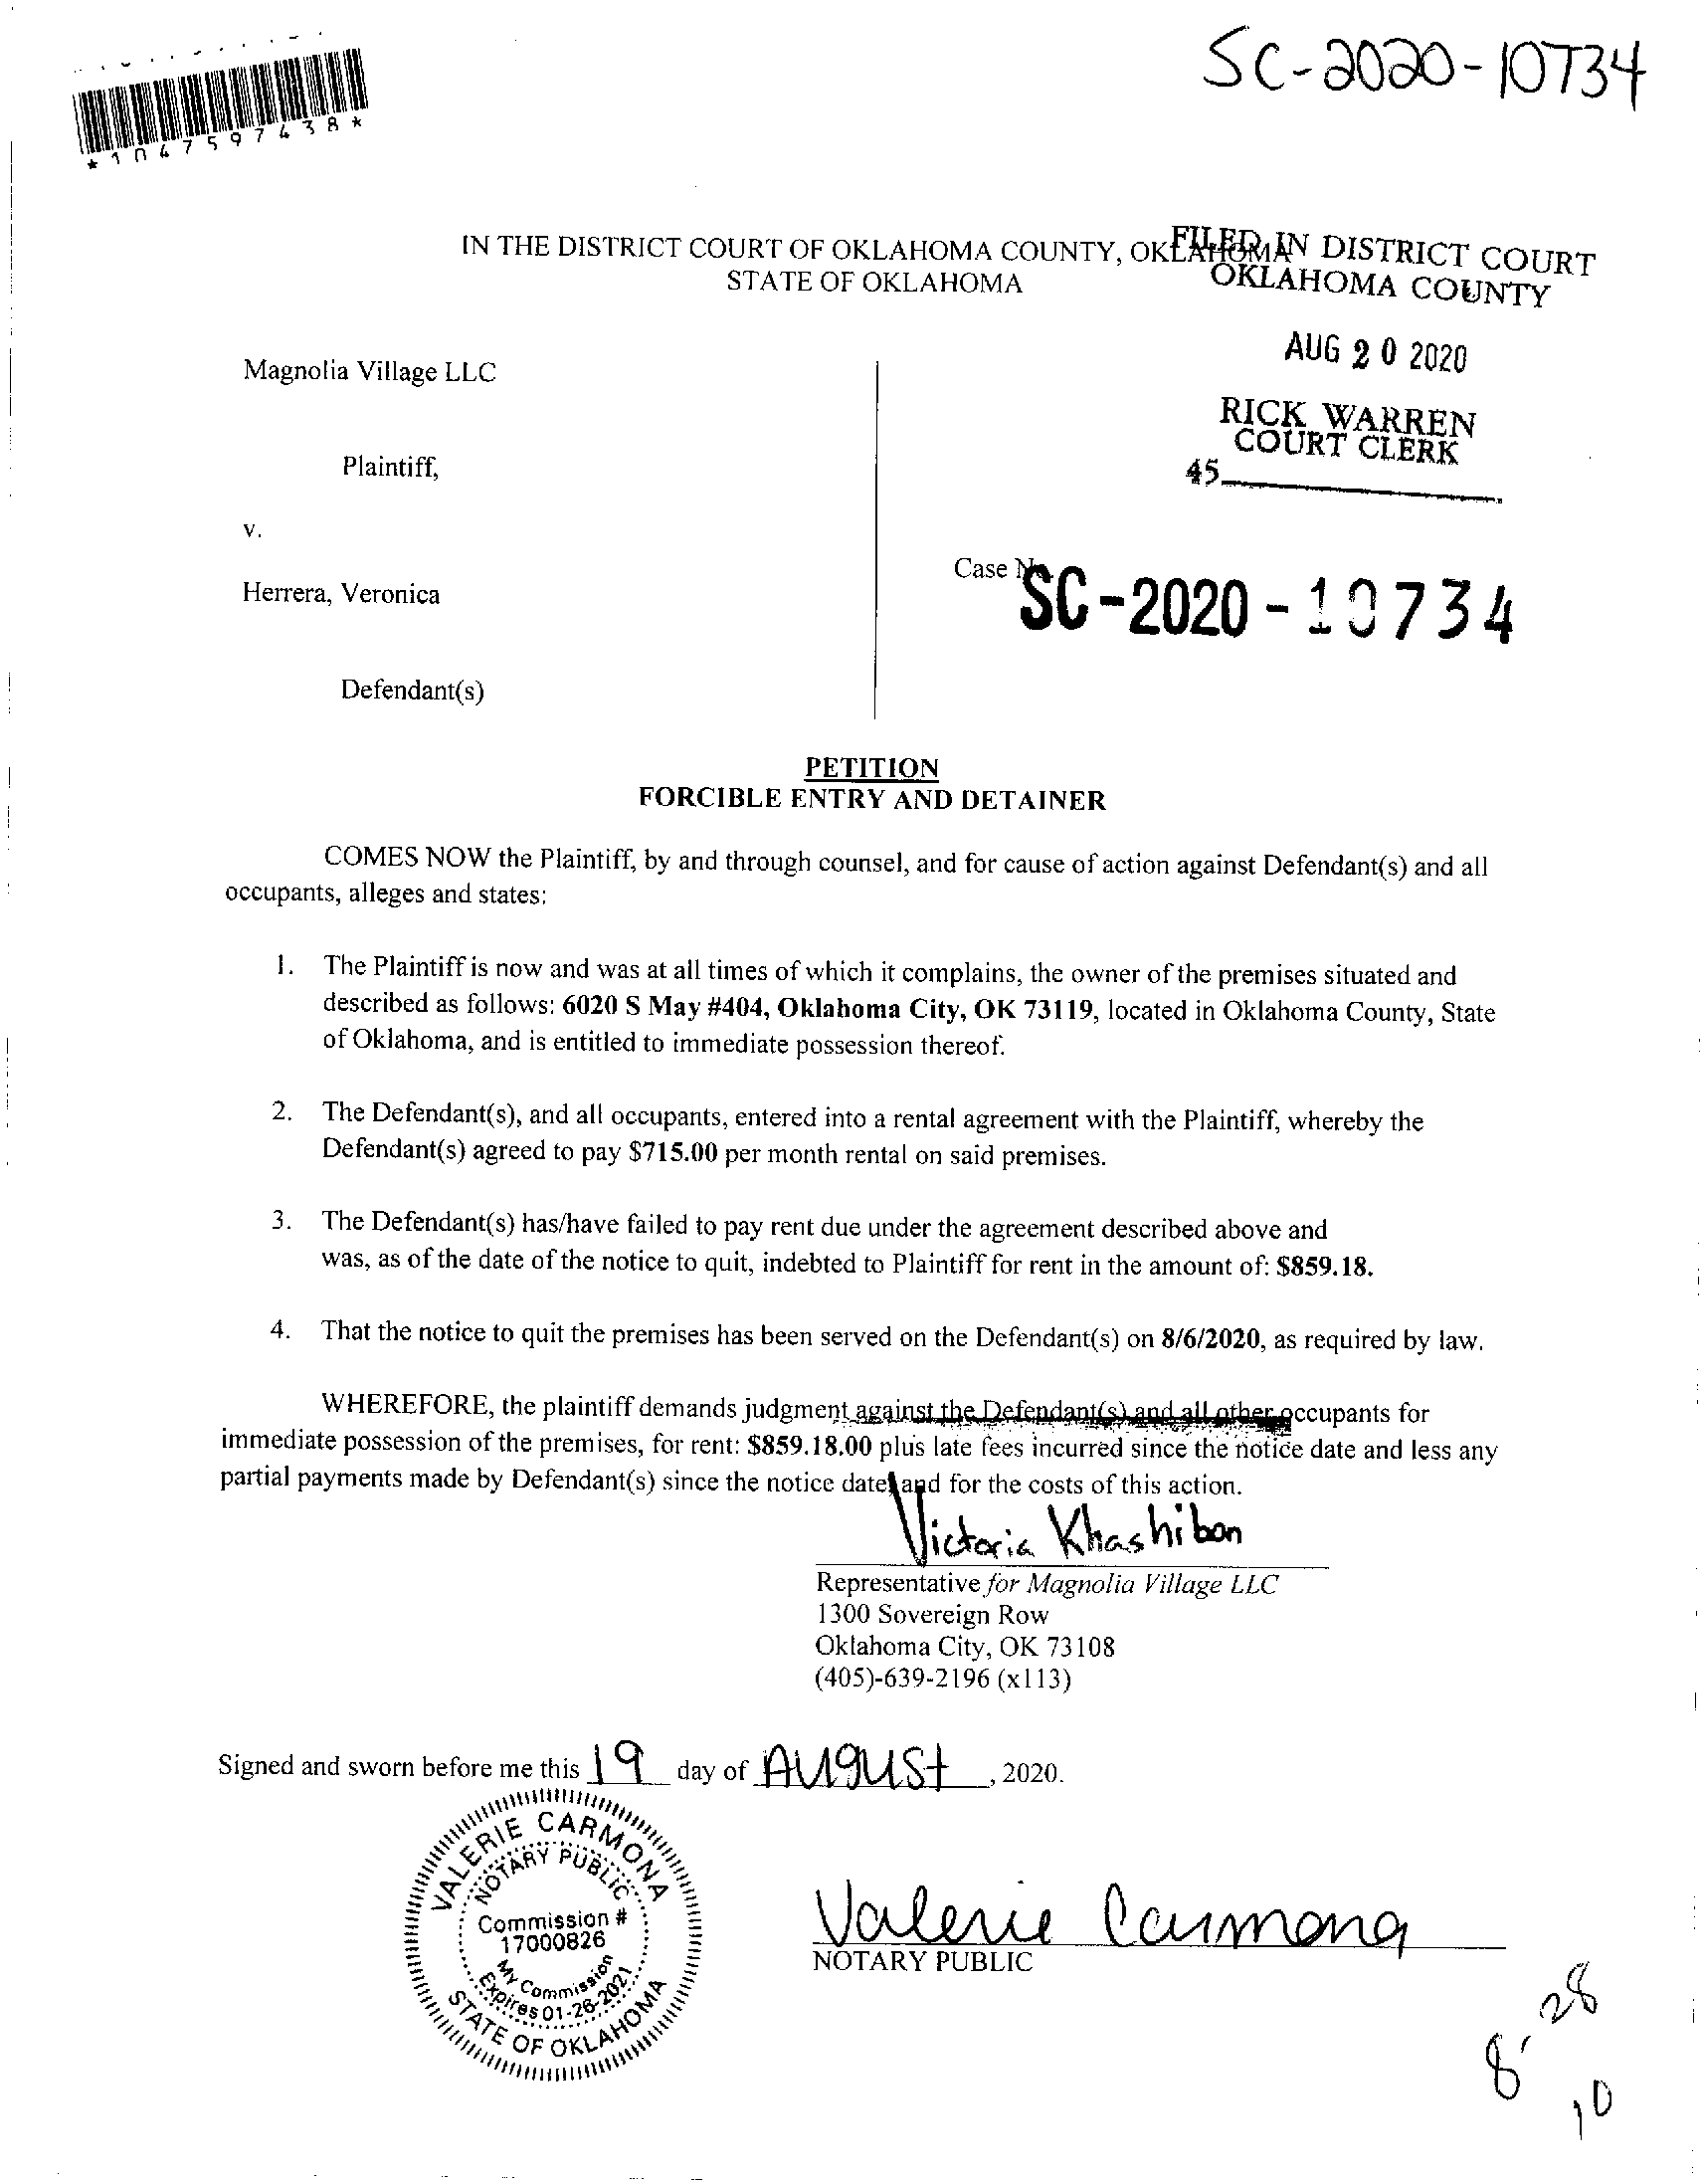 SC-2020-10734
*1047597438*
IN THE DISTRICT COURT OF OKLAHOMA COUNTY, OKLAHOMA
STATE OF OKLAHOMA
FILED IN DISTRICT COURT
OKLAHOMA COUNTY
AUG 20 2020
RICK WARREN
COURT CLERK
45
Magnolia Village LLC
Plaintiff,
v.
Herrera, Veronica
Defendant(s)
Case No.
SC-2020-10734
PETITION
FORCIBLE ENTRY AND DETAINER
COMES NOW the Plaintiff, by and through counsel, and for cause of action against Defendant(s) and all
occupants, alleges and states:
1. The Plaintiff is now and was at all times of which it complains, the owner of the premises situated and
described as follows: 6020 S May #404, Oklahoma City, OK 73119, located in Oklahoma County, State
of Oklahoma, and is entitled to immediate possession thereof.
2. The Defendant(s), and all occupants, entered into a rental agreement with the Plaintiff, whereby the
Defendant(s) agreed to pay $715.00 per month rental on said premises.
3. The Defendant(s) has/have failed to pay rent due under the agreement described above and
was, as of the date of the notice to quit, indebted to Plaintiff for rent in the amount of: $859.18.
4. That the notice to quit the premises has been served on the Defendant(s) on 8/6/2020, as required by law.
WHEREFORE, the plaintiff demands judgment against the Defendant(s) and all other occupants for
immediate possession of the premises, for rent: $859.18.00 plus late fees incurred since the notice date and less any
partial payments made by Defendant(s) since the notice date, and for the costs of this action.
Victoria Khashibon
Representative for Magnolia Village LLC
1300 Sovereign Row
Oklahoma City, OK 73108
(405)-639-2196 (x113)
Signed and sworn before me this 19 day of AUGUST, 2020.
VALERIE CARMONA
NOTARY PUBLIC
Commission #
17000826
My Commission
Expires 01-26-2021
STATE OF OKLAHOMA
Valerie Carmona
NOTARY PUBLIC
8-28
10